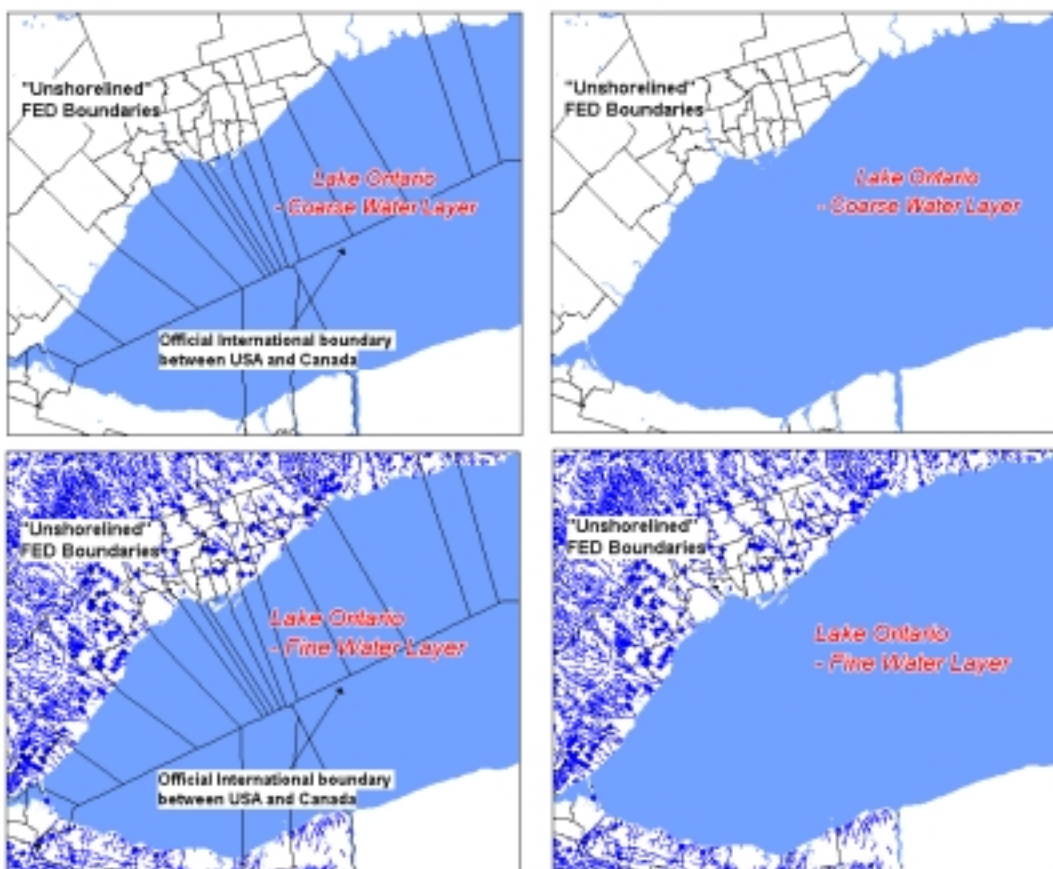 "Unshorelined"
FED Boundaries
Lake Ontario
- Coarse Water Layer
Official International boundary
between USA and Canada
"Unshorelined"
FED Boundaries
Lake Ontario
- Coarse Water Layer
"Unshorelined"
FED Boundaries
Lake Ontario
- Fine Water Layer
Official International boundary
between USA and Canada
"Unshorelined"
FED Boundaries
Lake Ontario
- Fine Water Layer